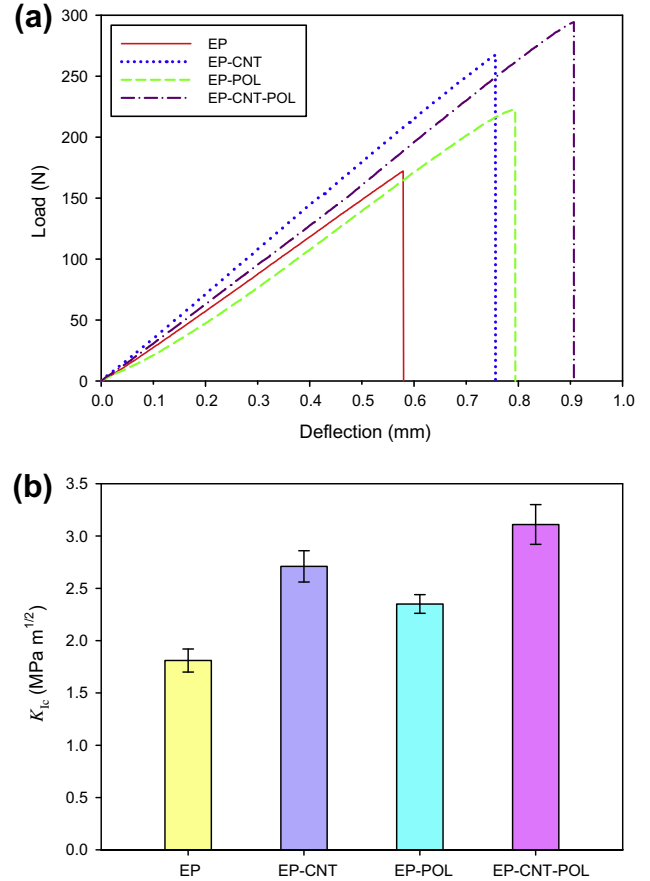 (a)
300
250
200
150
100
50
0
Load (N)
EP
EP-CNT
EP-POL
EP-CNT-POL
0.0 0.1 0.2 0.3 0.4 0.5 0.6 0.7 0.8 0.9 1.0
Deflection (mm)
(b)
3.5
3.0
2.5
2.0
1.5
1.0
0.5
0.0
K_Ic (MPa m^1/2)
EP EP-CNT EP-POL EP-CNT-POL